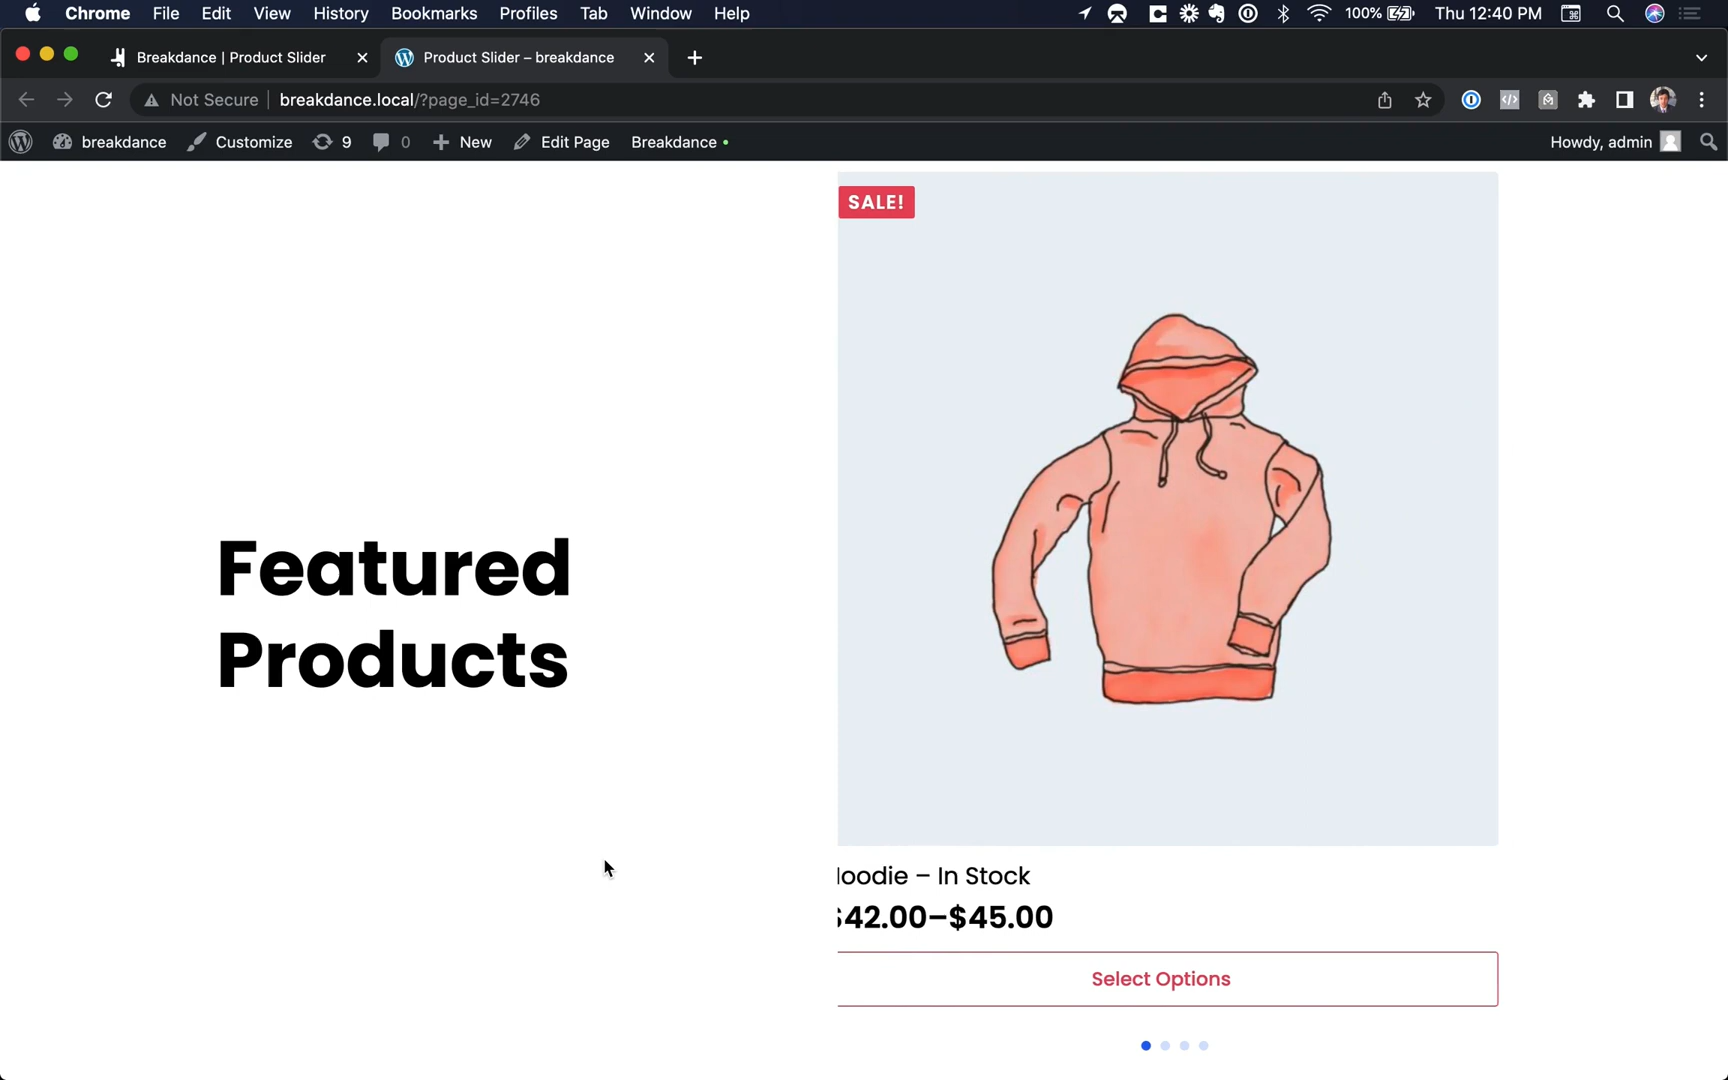 Chrome File Edit View History Bookmarks Profiles Tab Window Help 100% Thu 12:40 PM
Breakdance | Product Slider Product Slider – breakdance
Not Secure breakdance.local/?page_id=2746
breakdance Customize 9 0 New Edit Page Breakdance Howdy, admin
SALE!
Featured
Products
oodie – In Stock
$42.00–$45.00
Select Options